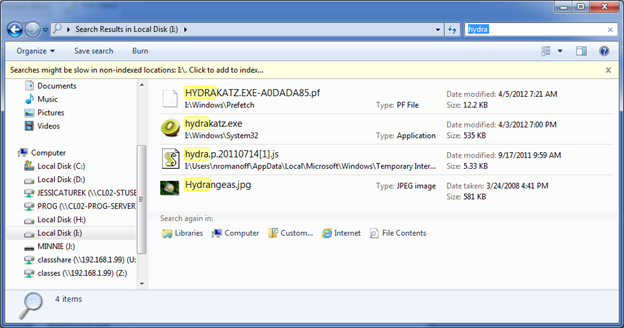 Search Results in Local Disk (I:)
hydra
Organize
Save search
Burn
Searches might be slow in non-indexed locations: I:\. Click to add to index...
x
Documents
Music
Pictures
Videos
Computer
Local Disk (C:)
Local Disk (D:)
JESSICATUREK (\\CL02-STUSE
PROG (\\CL02-PROG-SERVER
Local Disk (H:)
Local Disk (I:)
MINNIE (J:)
classshare (\\192.168.1.99) (U:
classes (\\192.168.1.99) (Z:)
HYDRAKATZ.EXE-A0DADA85.pf
I:\Windows\Prefetch
Type: PF File
Date modified: 4/5/2012 7:21 AM
Size: 12.2 KB
hydrakatz.exe
I:\Windows\System32
Type: Application
Date modified: 4/3/2012 7:00 PM
Size: 535 KB
hydra.p.20110714[1].js
I:\Users\nromanoff\AppData\Local\Microsoft\Windows\Temporary Inter...
Date modified: 9/17/2011 9:59 AM
Size: 5.33 KB
Hydrangeas.jpg
Type: JPEG image
Date taken: 3/24/2008 4:41 PM
Size: 581 KB
Search again in:
Libraries
Computer
Custom...
Internet
File Contents
4 items